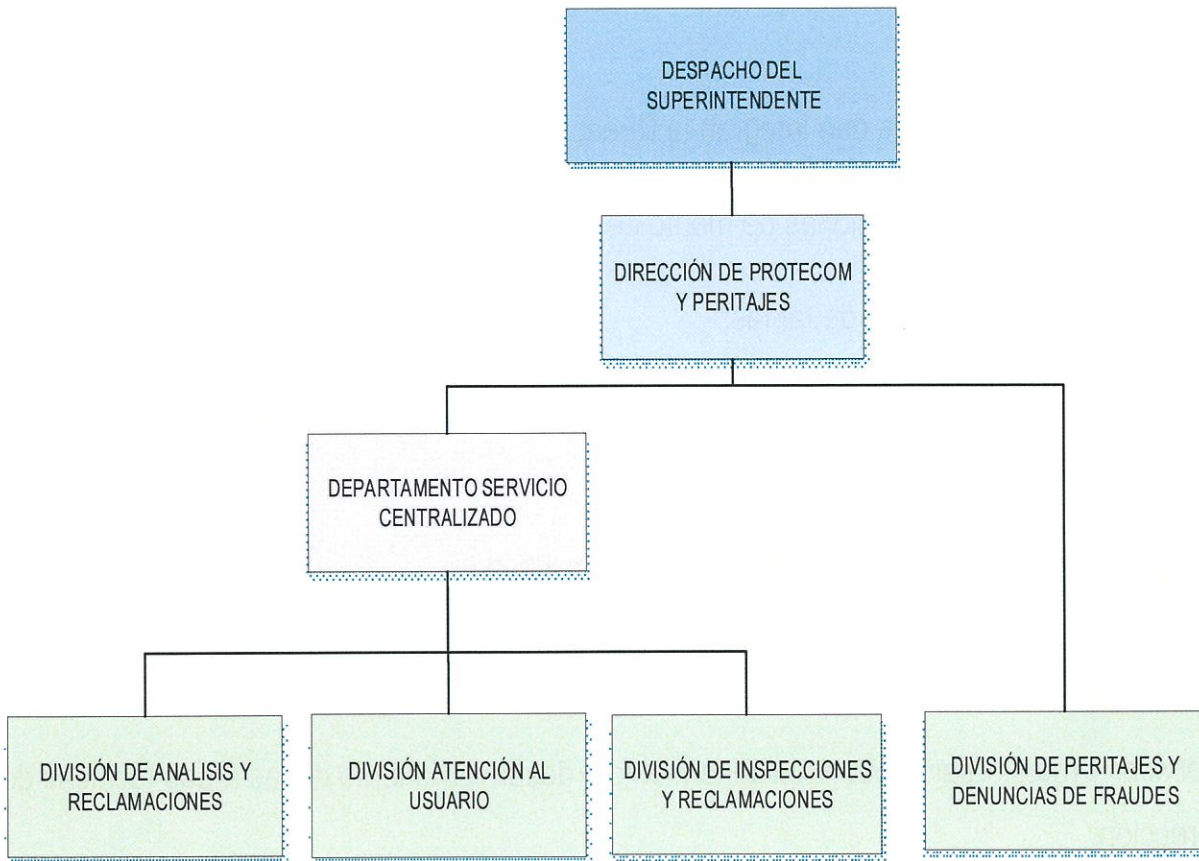 DESPACHO DEL
SUPERINTENDENTE
DIRECCIÓN DE PROTECOM
Y PERITAJES
DEPARTAMENTO SERVICIO
CENTRALIZADO
DIVISIÓN DE ANALISIS Y
RECLAMACIONES
DIVISIÓN ATENCIÓN AL
USUARIO
DIVISIÓN DE INSPECCIONES
Y RECLAMACIONES
DIVISIÓN DE PERITAJES Y
DENUNCIAS DE FRAUDES